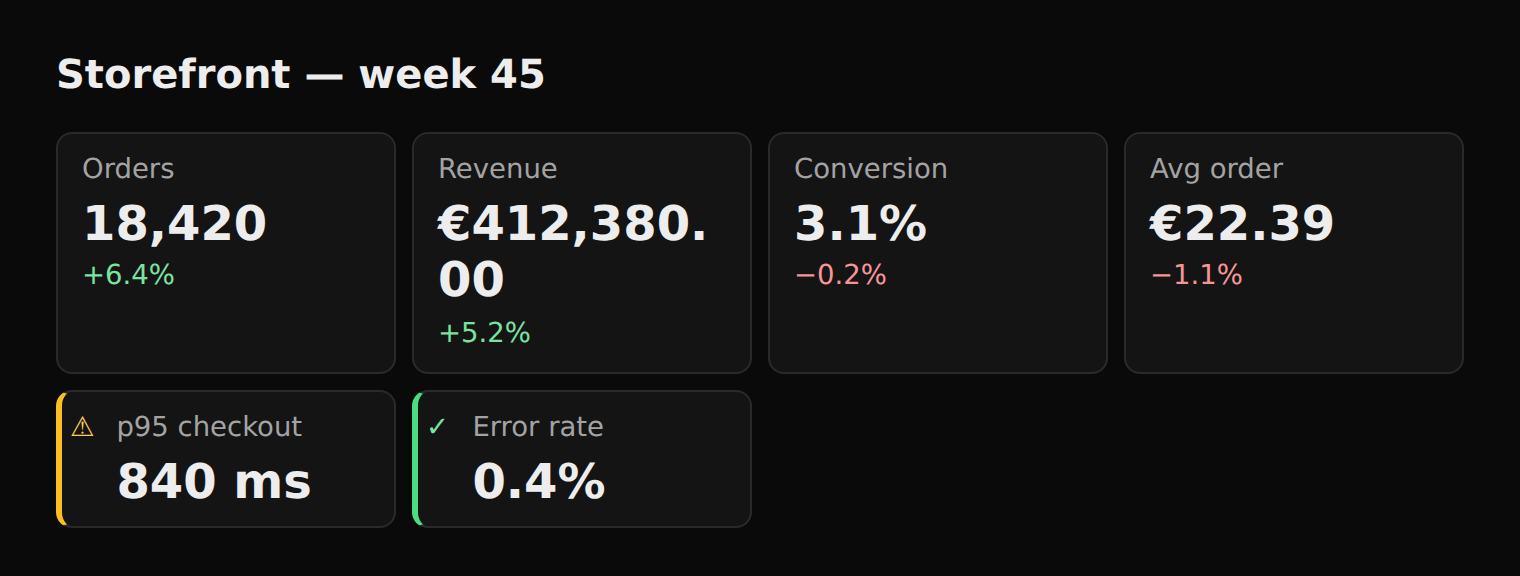 Storefront — week 45
Orders
18,420
+6.4%
Revenue
€412,380.
00
+5.2%
Conversion
3.1%
−0.2%
Avg order
€22.39
−1.1%
⚠ p95 checkout
840 ms
✓ Error rate
0.4%